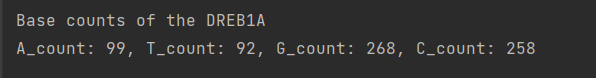 Base counts of the DREB1A
A_count: 99, T_count: 92, G_count: 268, C_count: 258